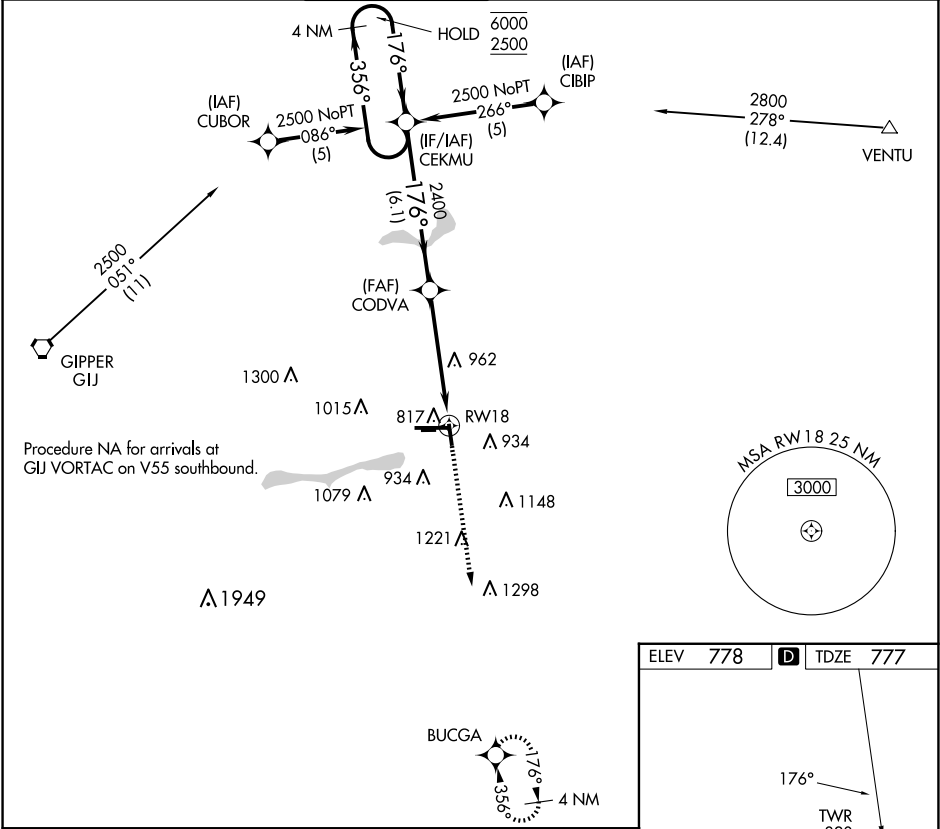 4 NM
HOLD
6000
2500
176°
356°
(IAF)
CIBIP
2500 NoPT
266°
(5)
(IAF)
CUBOR
2500 NoPT
086°
(5)
(IF/IAF)
CEKMU
2800
278°
(12.4)
VENTU
2400
176°
(6.1)
2500
051°
(11)
(FAF)
CODVA
GIPPER
GIJ
962
1300
1015
817
RW18
934
Procedure NA for arrivals at
GIJ VORTAC on V55 southbound.
934
1079
1148
1221
1298
1949
MSA RW18 25 NM
3000
ELEV 778 D TDZE 777
BUCGA
176°
356°
4 NM
176°
TWR